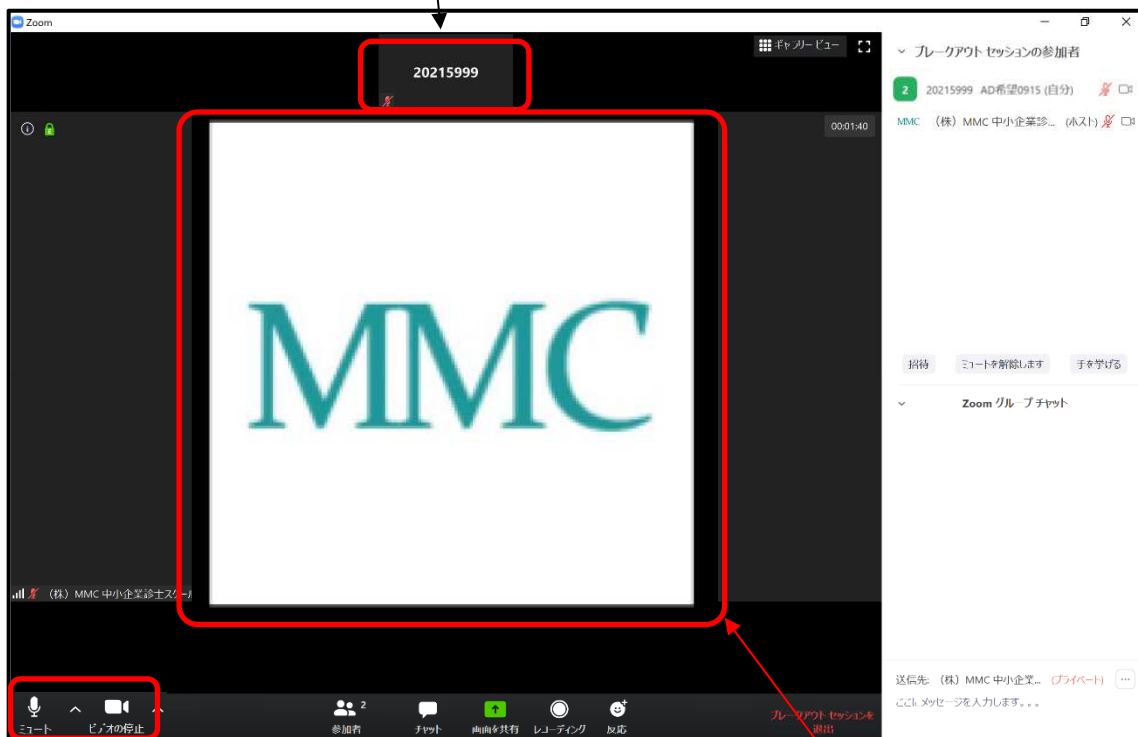 Zoom
20215999
ギャラリービュー
00:01:40
MMC
（株）MMC 中小企業診士スクール
ミュート
ビデオの停止
2
参加者
チャット
画面を共有
レコーディング
反応
ブレークアウト セッションを
退出
ブレークアウト セッションの参加者
2 20215999 AD希望0915 (自分)
MMC （株）MMC 中小企業診... (ホスト)
招待 ミュートを解除します 手を挙げる
Zoom グループ チャット
送信先: （株）MMC 中小企業... (プライベート) ...
ここに メッセージを入力します。。。